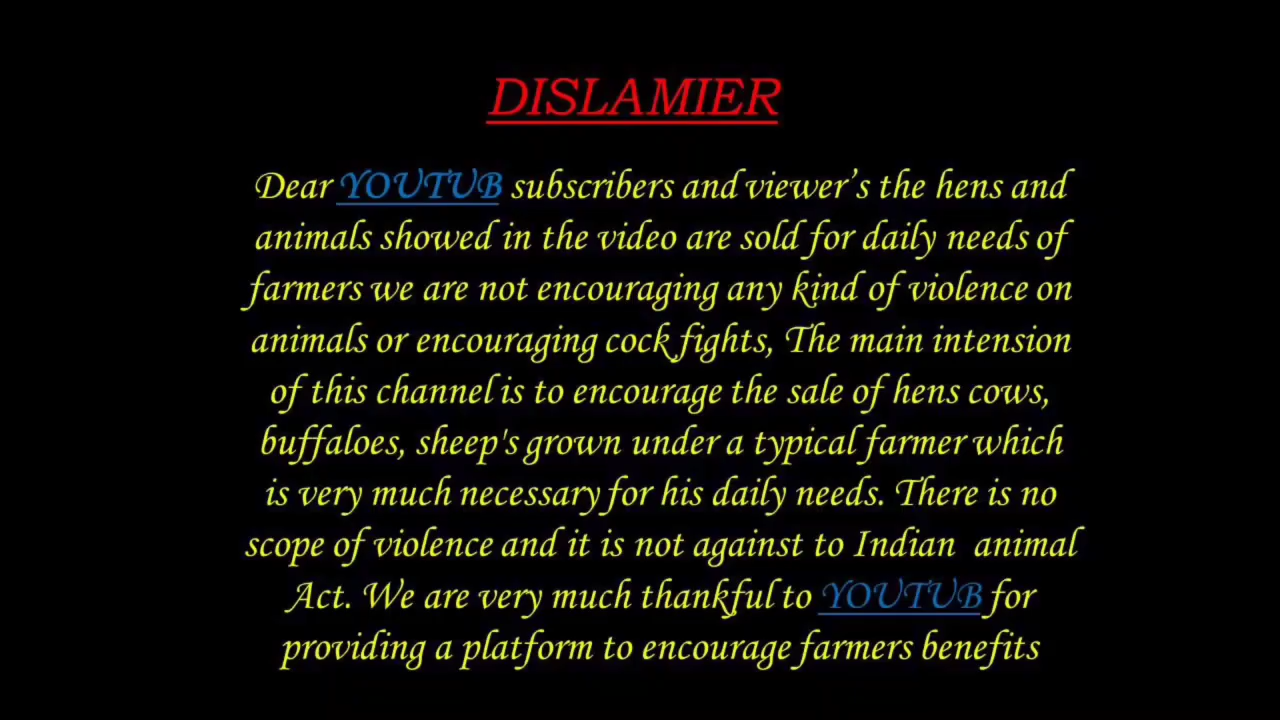 DISLAMIER
Dear YOUTUB subscribers and viewer’s the hens and
animals showed in the video are sold for daily needs of
farmers we are not encouraging any kind of violence on
animals or encouraging cock fights, The main intension
of this channel is to encourage the sale of hens cows,
buffaloes, sheep's grown under a typical farmer which
is very much necessary for his daily needs. There is no
scope of violence and it is not against to Indian animal
Act. We are very much thankful to YOUTUB for
providing a platform to encourage farmers benefits